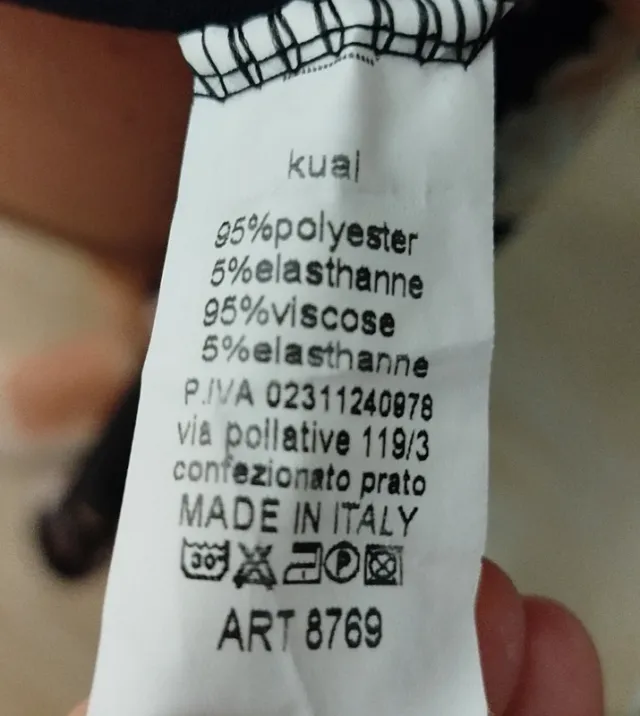 kuai
95%polyester
5%elasthanne
95%viscose
5%elasthanne
P.IVA 02311240978
via pollative 119/3
confezionato prato
MADE IN ITALY
30°
P
ART 8769